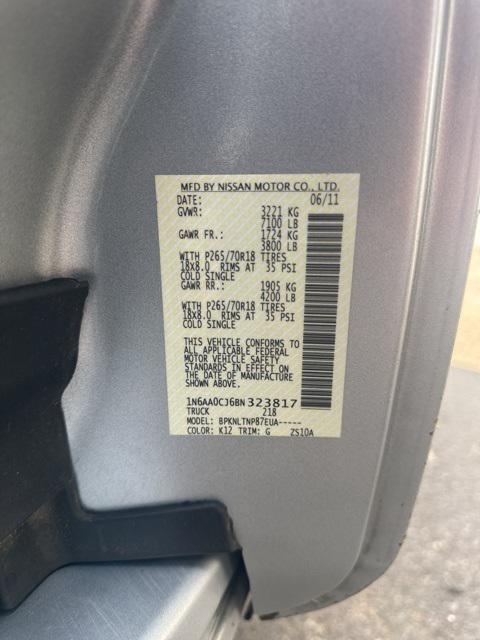 MFD BY NISSAN MOTOR CO., LTD.
DATE: 06/11
GVWR: 3221 KG
7100 LB
GAWR FR.: 1724 KG
3800 LB
WITH P265/70R18 TIRES
18X8.0 RIMS AT 35 PSI
COLD SINGLE
GAWR RR.: 1905 KG
4200 LB
WITH P265/70R18 TIRES
18X8.0 RIMS AT 35 PSI
COLD SINGLE
THIS VEHICLE CONFORMS TO
ALL APPLICABLE FEDERAL
MOTOR VEHICLE SAFETY
STANDARDS IN EFFECT ON
THE DATE OF MANUFACTURE
SHOWN ABOVE.
1N6AA0CJ6BN323817
TRUCK 218
MODEL: BPKNLTNP87EUA-----
COLOR: K12 TRIM: G ZS10A